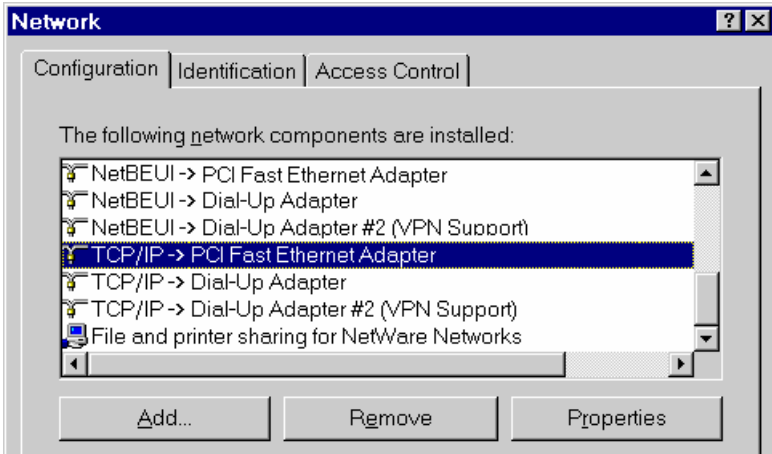 Network
Configuration Identification Access Control
The following network components are installed:
NetBEUI -> PCI Fast Ethernet Adapter
NetBEUI -> Dial-Up Adapter
NetBEUI -> Dial-Up Adapter #2 (VPN Support)
TCP/IP -> PCI Fast Ethernet Adapter
TCP/IP -> Dial-Up Adapter
TCP/IP -> Dial-Up Adapter #2 (VPN Support)
File and printer sharing for NetWare Networks
Add... Remove Properties